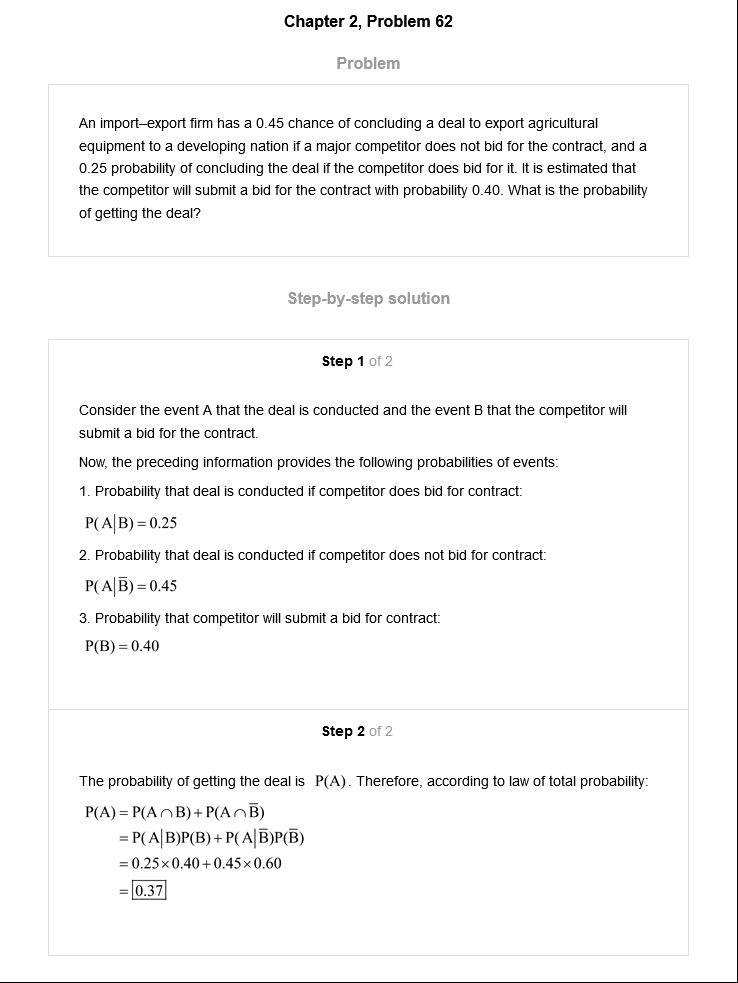 Chapter 2, Problem 62
Problem
An import–export firm has a 0.45 chance of concluding a deal to export agricultural
equipment to a developing nation if a major competitor does not bid for the contract, and a
0.25 probability of concluding the deal if the competitor does bid for it. It is estimated that
the competitor will submit a bid for the contract with probability 0.40. What is the probability
of getting the deal?
Step-by-step solution
Step 1 of 2
Consider the event A that the deal is conducted and the event B that the competitor will
submit a bid for the contract.
Now, the preceding information provides the following probabilities of events:
1. Probability that deal is conducted if competitor does bid for contract:
P(A|B) = 0.25
2. Probability that deal is conducted if competitor does not bid for contract:
P(A|B̅) = 0.45
3. Probability that competitor will submit a bid for contract:
P(B) = 0.40
Step 2 of 2
The probability of getting the deal is P(A). Therefore, according to law of total probability:
P(A) = P(A∩B) + P(A∩B̅)
= P(A|B)P(B) + P(A|B̅)P(B̅)
= 0.25×0.40 + 0.45×0.60
= 0.37